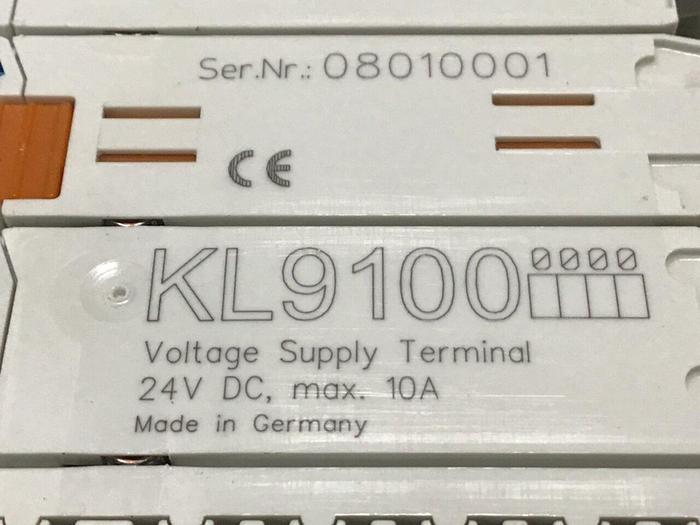 Ser.Nr.: 08010001
CE
KL9100 0000
Voltage Supply Terminal
24V DC, max. 10A
Made in Germany